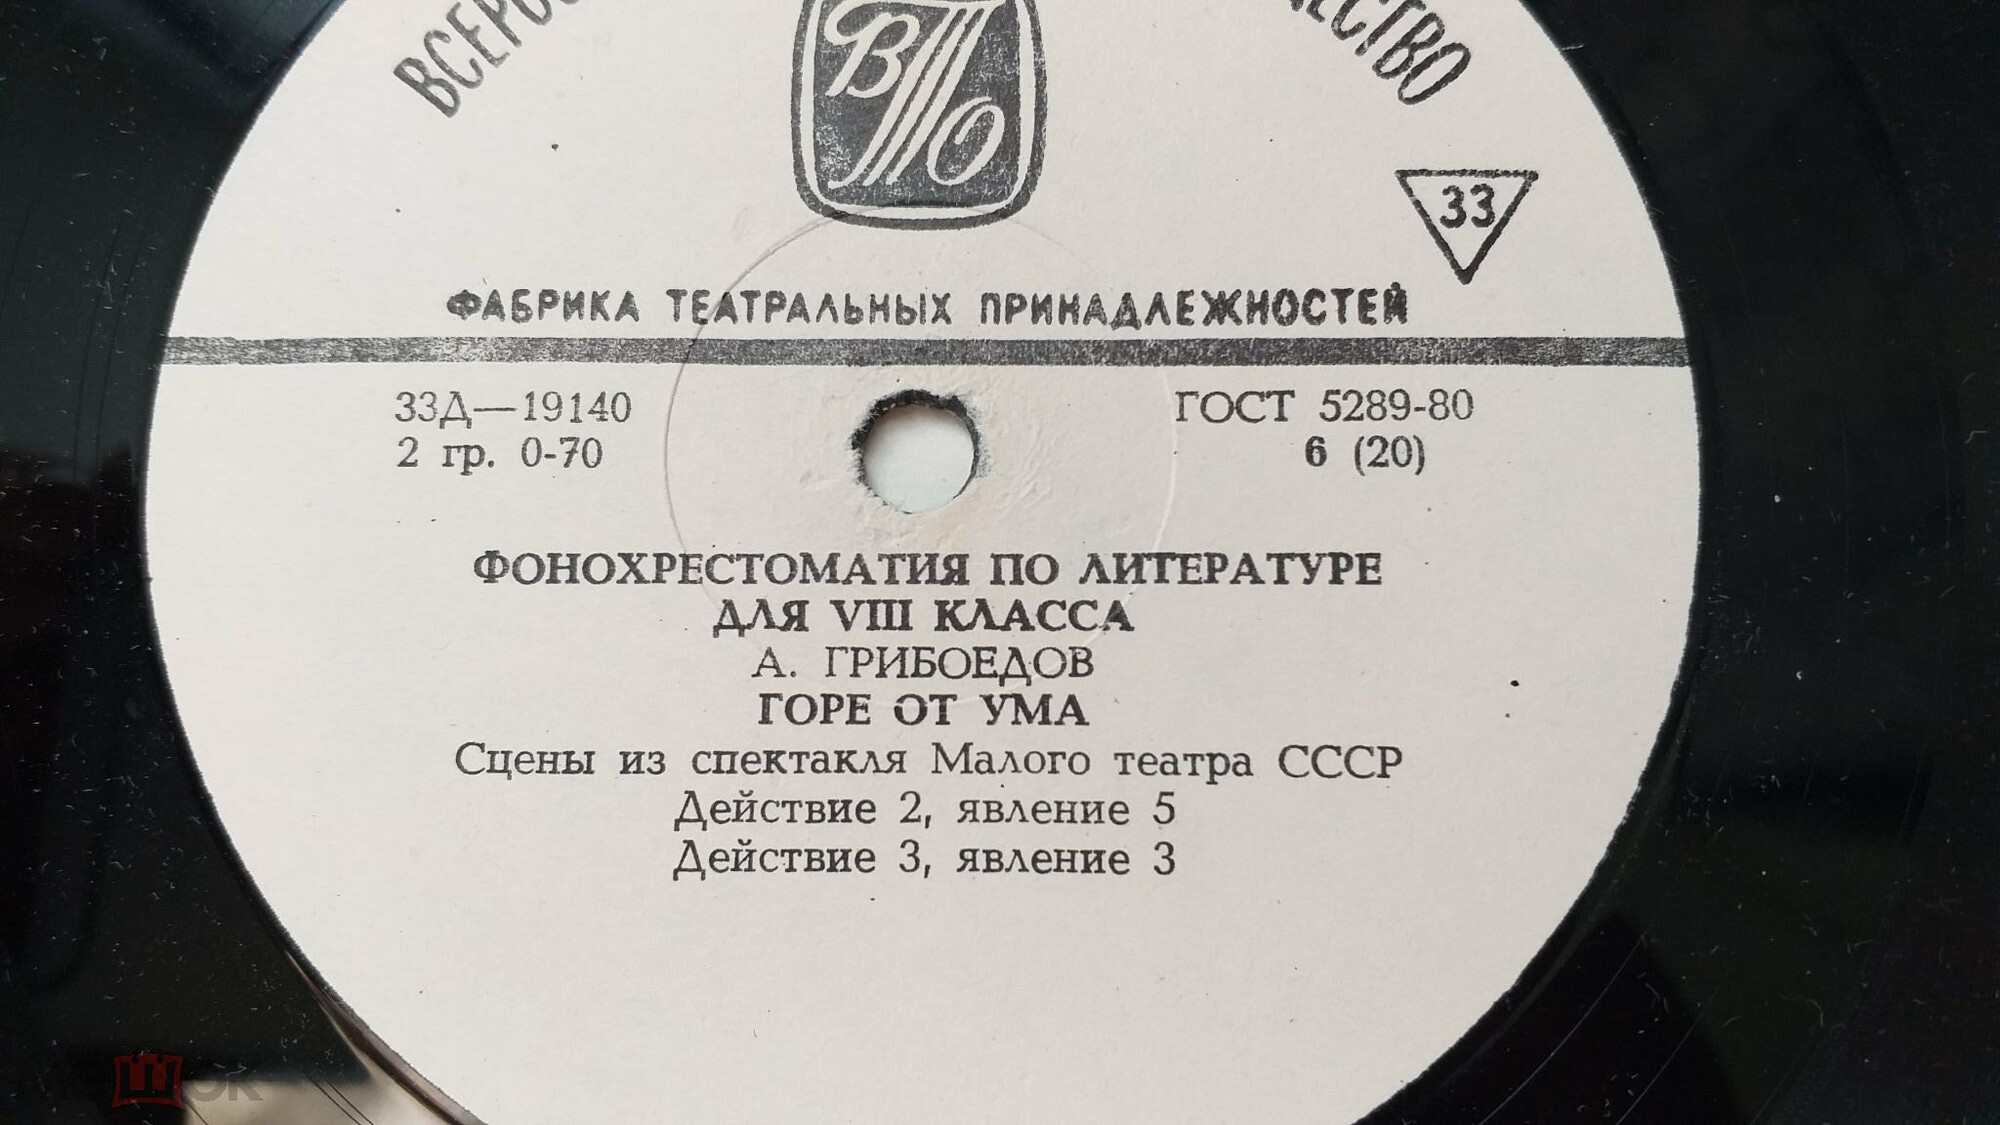 ВТО
33
ФАБРИКА ТЕАТРАЛЬНЫХ ПРИНАДЛЕЖНОСТЕЙ
33Д—19140
ГОСТ 5289-80
2 гр. 0-70
6 (20)
ФОНОХРЕСТОМАТИЯ ПО ЛИТЕРАТУРЕ
ДЛЯ VIII КЛАССА
А. ГРИБОЕДОВ
ГОРЕ ОТ УМА
Сцены из спектакля Малого театра СССР
Действие 2, явление 5
Действие 3, явление 3